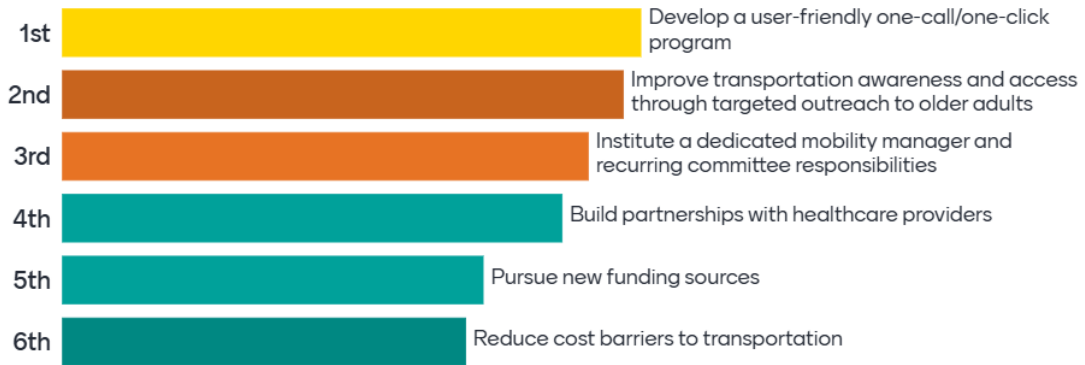 1st
Develop a user-friendly one-call/one-click
program
2nd
Improve transportation awareness and access
through targeted outreach to older adults
3rd
Institute a dedicated mobility manager and
recurring committee responsibilities
4th
Build partnerships with healthcare providers
5th
Pursue new funding sources
6th
Reduce cost barriers to transportation